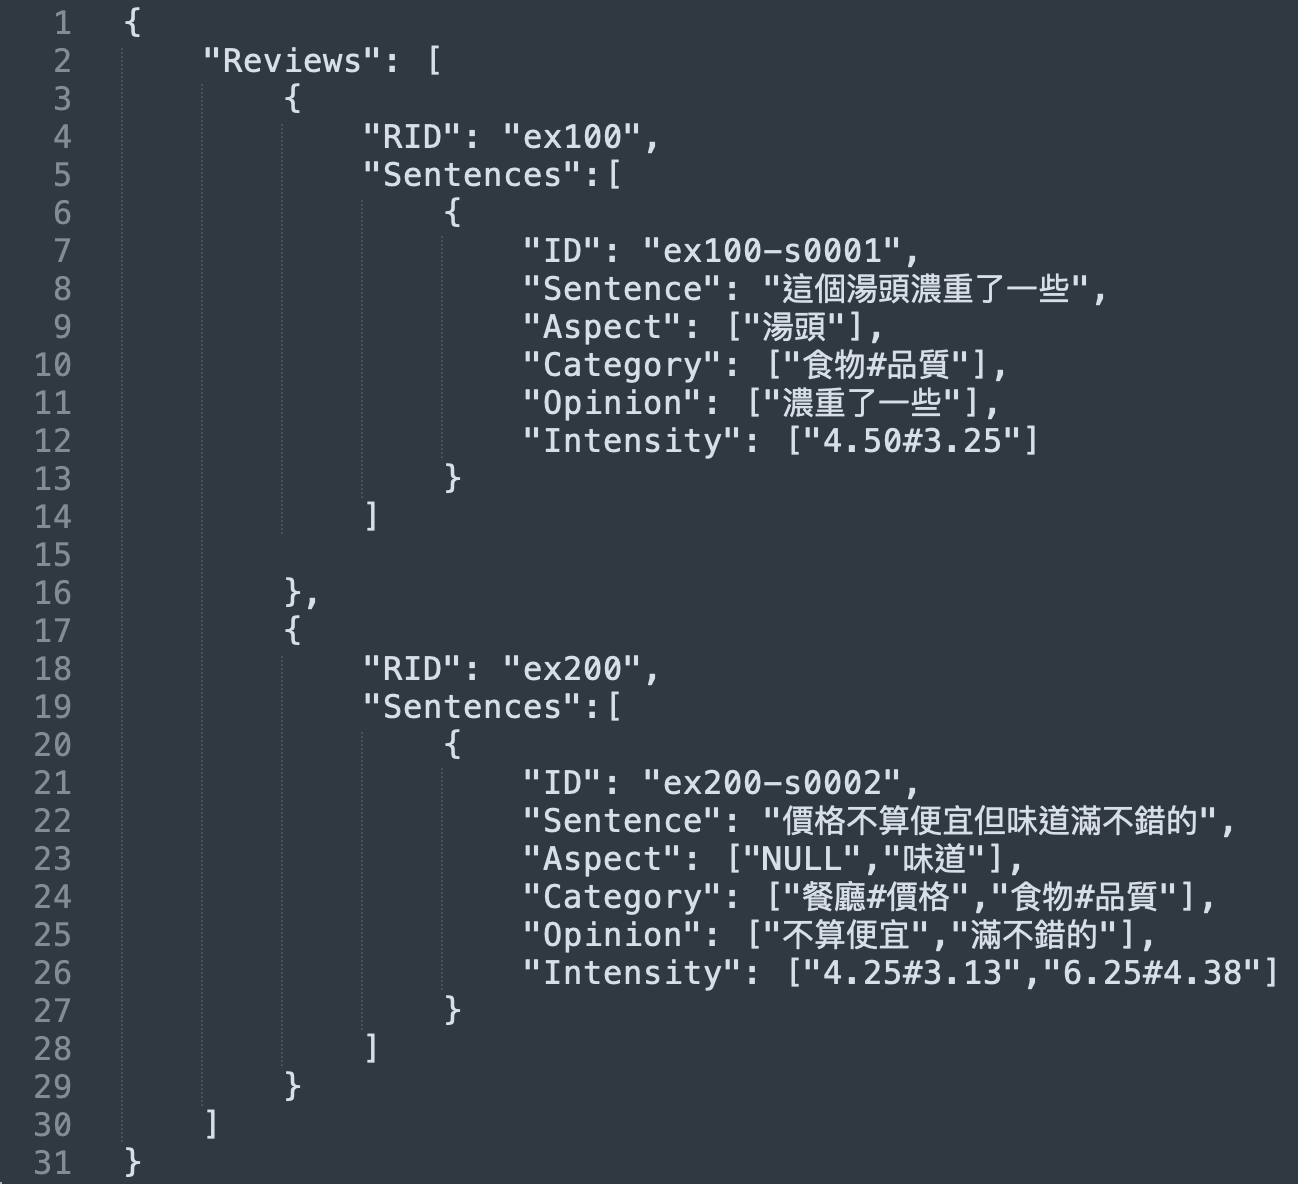 1 {
2     "Reviews": [
3         {
4             "RID": "ex100",
5             "Sentences":[
6                 {
7                     "ID": "ex100-s0001",
8                     "Sentence": "這個湯頭濃重了一些",
9                     "Aspect": ["湯頭"],
10                     "Category": ["食物#品質"],
11                     "Opinion": ["濃重了一些"],
12                     "Intensity": ["4.50#3.25"]
13                 }
14             ]
15
16         },
17         {
18             "RID": "ex200",
19             "Sentences":[
20                 {
21                     "ID": "ex200-s0002",
22                     "Sentence": "價格不算便宜但味道滿不錯的",
23                     "Aspect": ["NULL","味道"],
24                     "Category": ["餐廳#價格","食物#品質"],
25                     "Opinion": ["不算便宜","滿不錯的"],
26                     "Intensity": ["4.25#3.13","6.25#4.38"]
27                 }
28             ]
29         }
30     ]
31 }